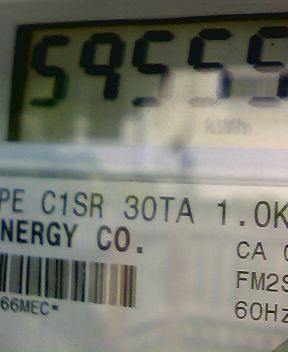 59555
kWh
PE C1SR 30TA 1.0K
NERGY CO.
CA
FM2S
66MEC*
60Hz